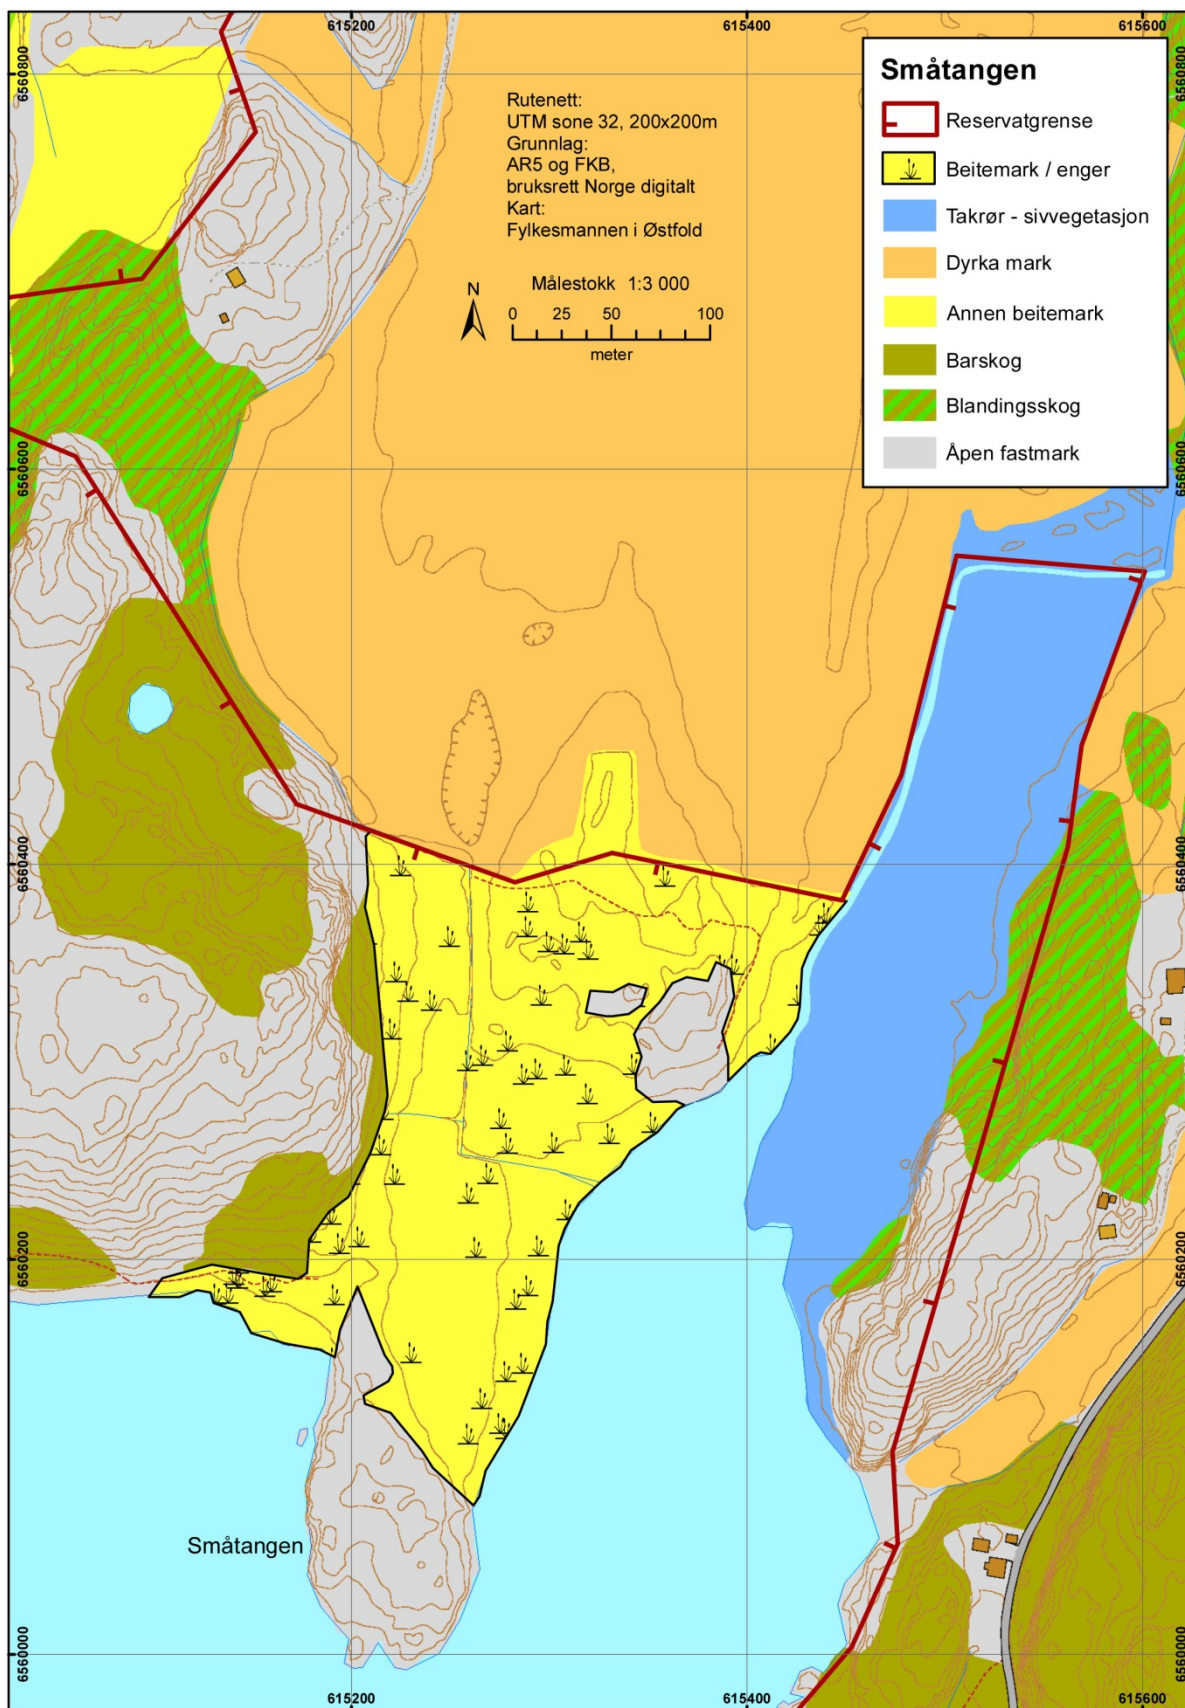 615200
615400
615600
6560800
6560800
Småtangen
Reservatgrense
Beitemark / enger
Takrør - sivvegetasjon
Dyrka mark
Annen beitemark
Barskog
Blandingsskog
Åpen fastmark
Rutenett:
UTM sone 32, 200x200m
Grunnlag:
AR5 og FKB,
bruksrett Norge digitalt
Kart:
Fylkesmannen i Østfold
N
Målestokk 1:3 000
0 25 50 100
meter
6560600
6560600
6560400
6560400
6560200
6560200
Småtangen
6560000
6560000
615200
615400
615600